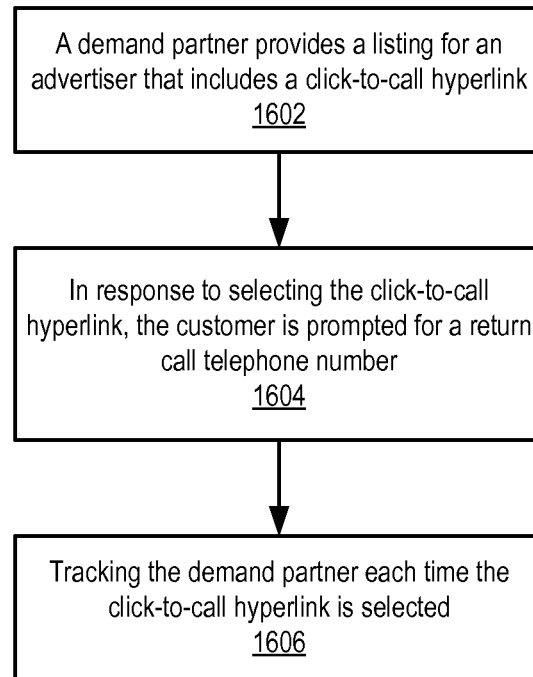 A demand partner provides a listing for an
advertiser that includes a click-to-call hyperlink
1602
In response to selecting the click-to-call
hyperlink, the customer is prompted for a return
call telephone number
1604
Tracking the demand partner each time the
click-to-call hyperlink is selected
1606